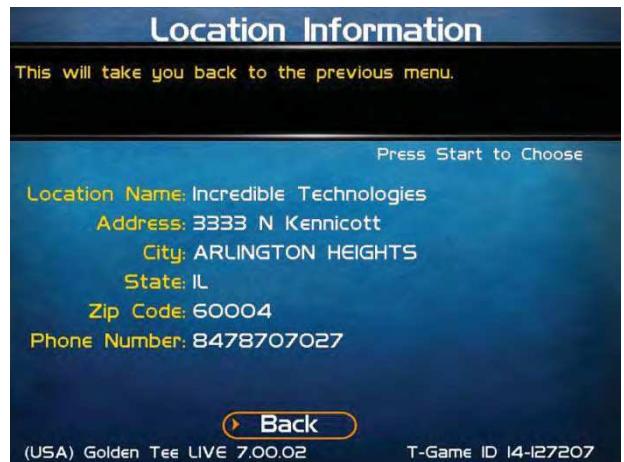 Location Information
This will take you back to the previous menu.
Press Start to Choose
Location Name: Incredible Technologies
Address: 3333 N Kennicott
City: ARLINGTON HEIGHTS
State: IL
Zip Code: 60004
Phone Number: 8478707027
Back
(USA) Golden Tee LIVE 7.00.02 T-Game ID 14-127207